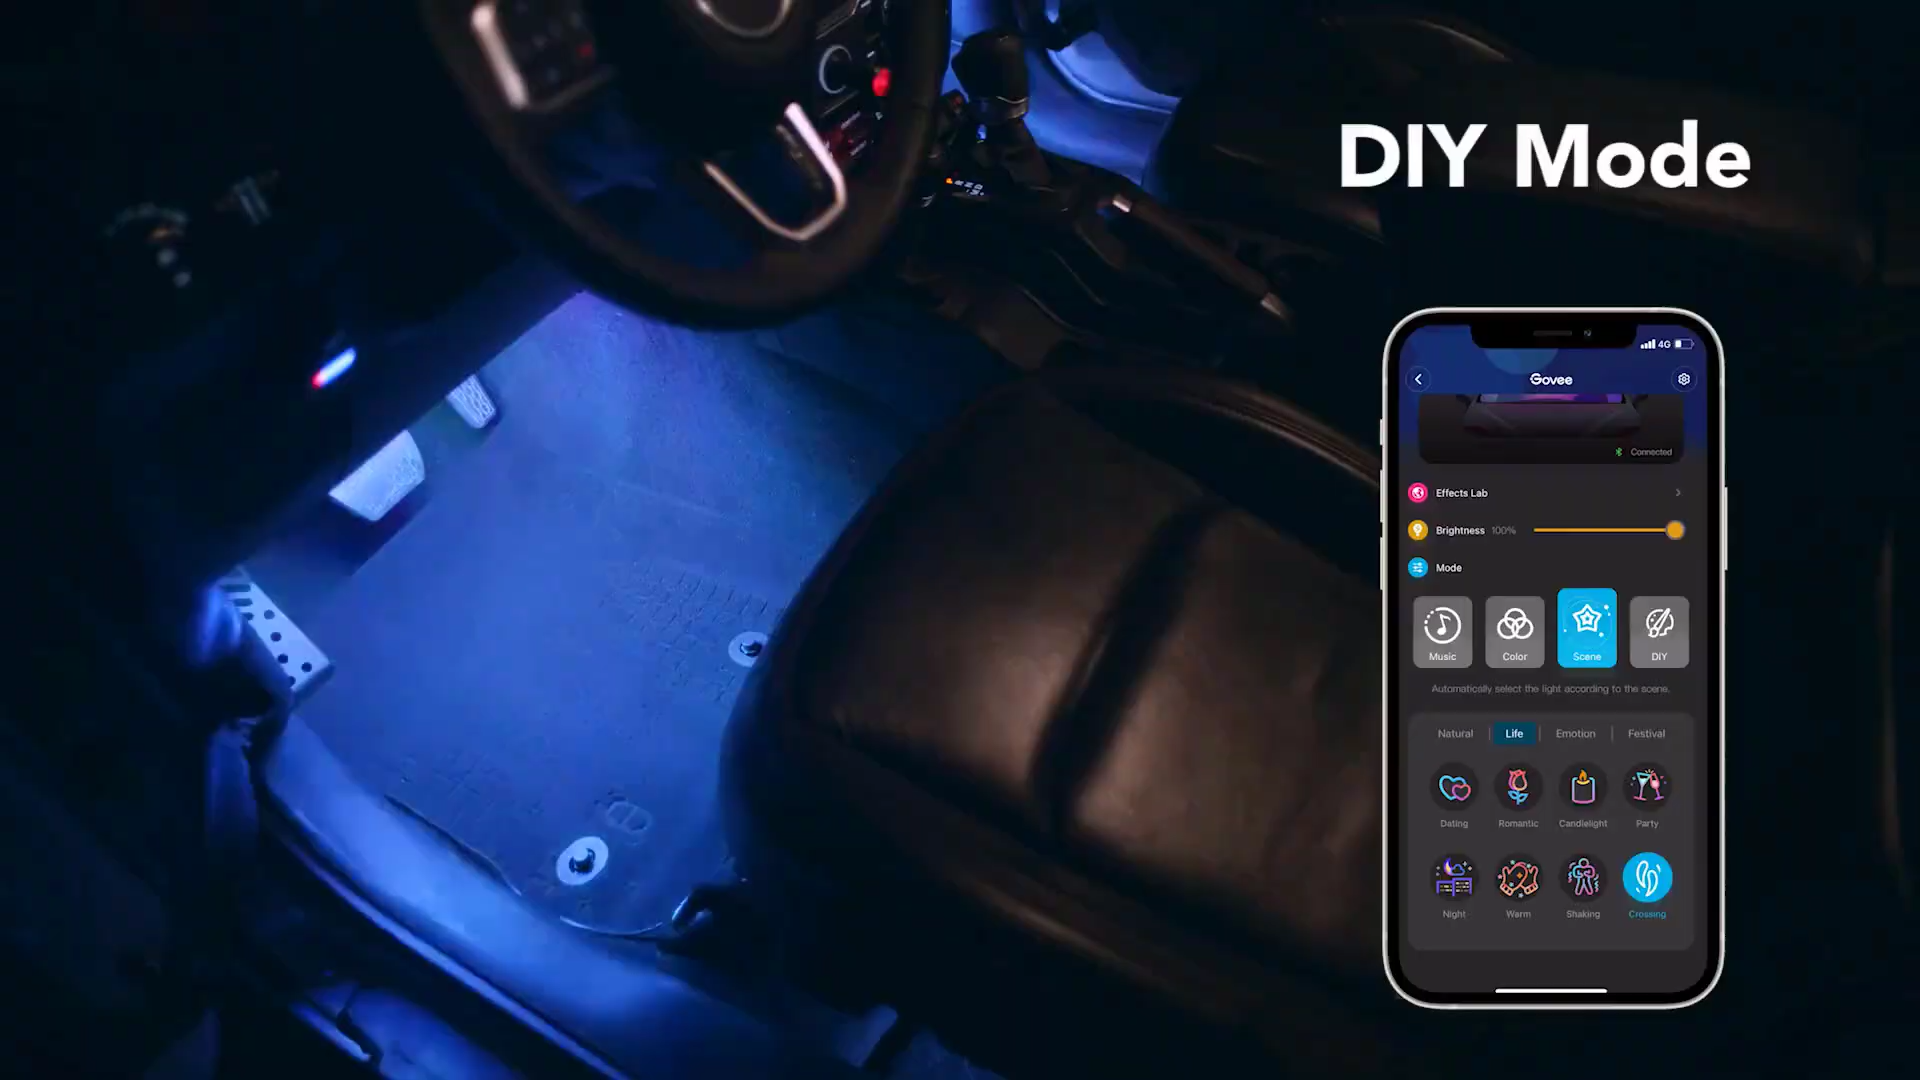 DIY Mode
4G
Govee
Connected
Effects Lab
Brightness 100%
Mode
Music Color Scene DIY
Automatically select the light according to the scene.
Natural Life Emotion Festival
Dating Romantic Candlelight Party
Night Warm Shaking Crossing